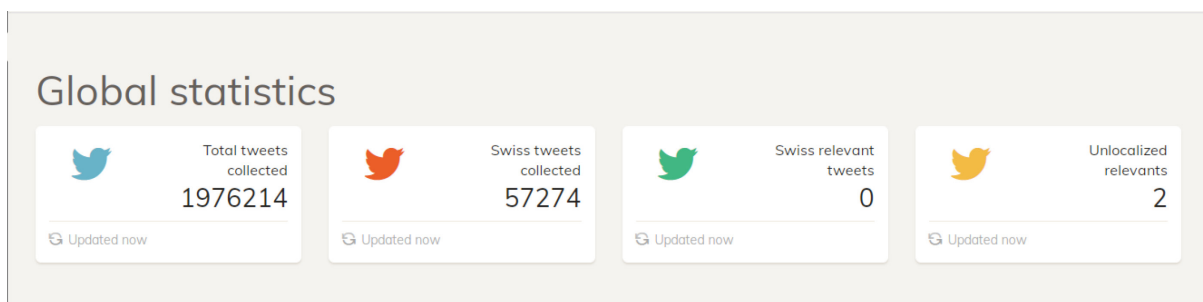 Global statistics
Total tweets
collected
1976214
Updated now
Swiss tweets
collected
57274
Updated now
Swiss relevant
tweets
0
Updated now
Unlocalized
relevants
2
Updated now